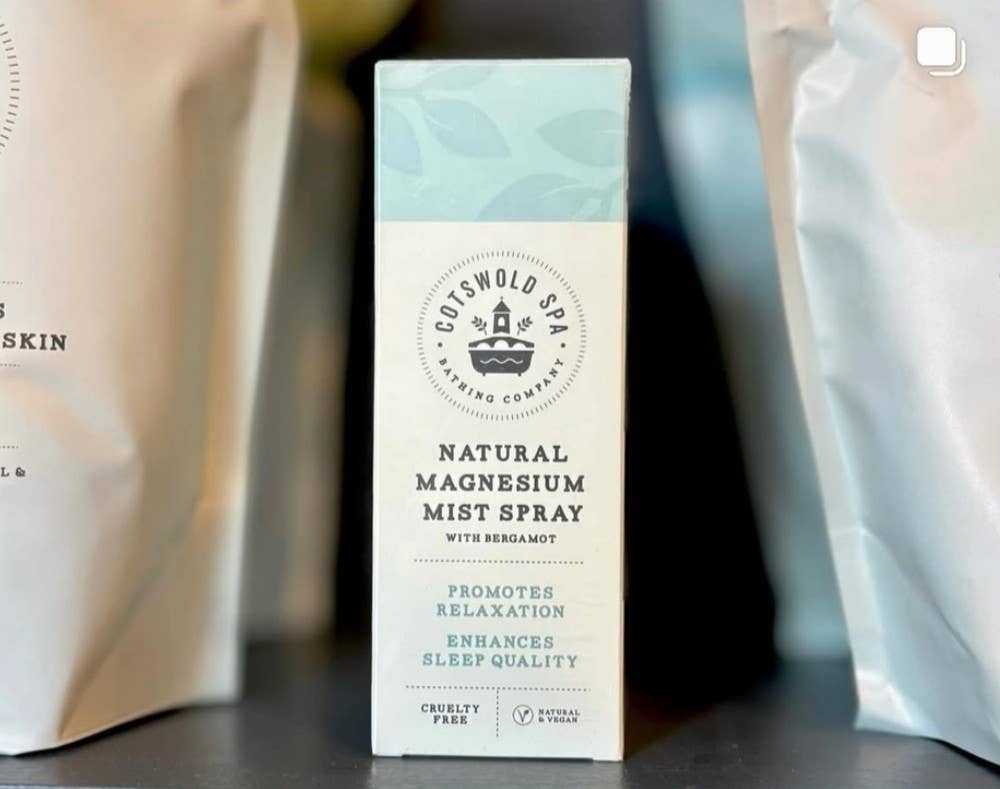 S
SKIN
L &
COTSWOLD SPA
BATHING COMPANY
NATURAL
MAGNESIUM
MIST SPRAY
WITH BERGAMOT
PROMOTES
RELAXATION
ENHANCES
SLEEP QUALITY
CRUELTY
FREE
V
NATURAL
& VEGAN